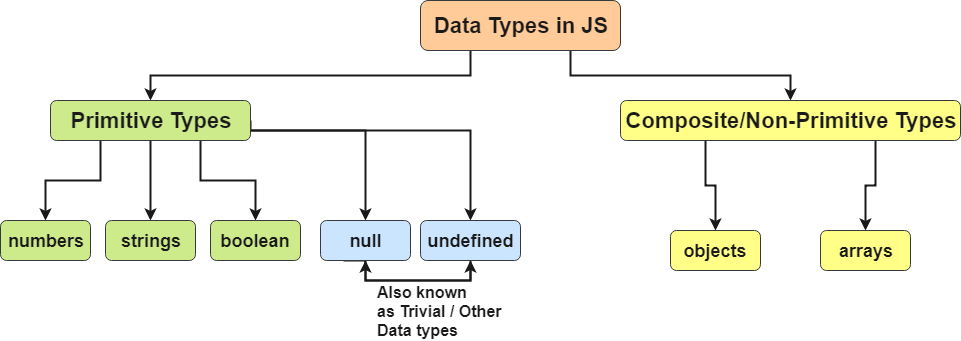 Data Types in JS
Primitive Types
Composite/Non-Primitive Types
numbers
strings
boolean
null
undefined
objects
arrays
Also known
as Trivial / Other
Data types